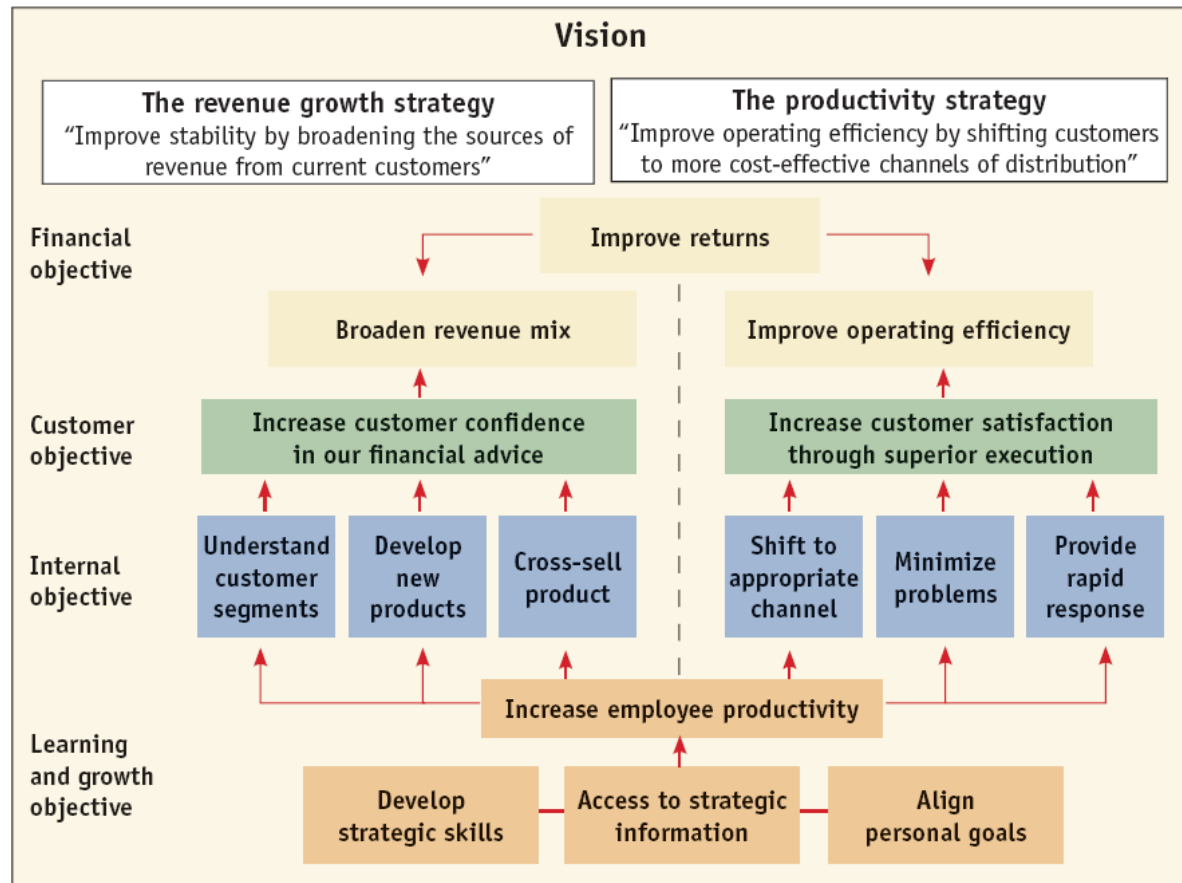 Vision
The revenue growth strategy
“Improve stability by broadening the sources of
revenue from current customers”
The productivity strategy
“Improve operating efficiency by shifting customers
to more cost-effective channels of distribution”
Financial
objective
Improve returns
Broaden revenue mix
Improve operating efficiency
Customer
objective
Increase customer confidence
in our financial advice
Increase customer satisfaction
through superior execution
Internal
objective
Understand
customer
segments
Develop
new
products
Cross-sell
product
Shift to
appropriate
channel
Minimize
problems
Provide
rapid
response
Learning
and growth
objective
Increase employee productivity
Develop
strategic skills
Access to strategic
information
Align
personal goals